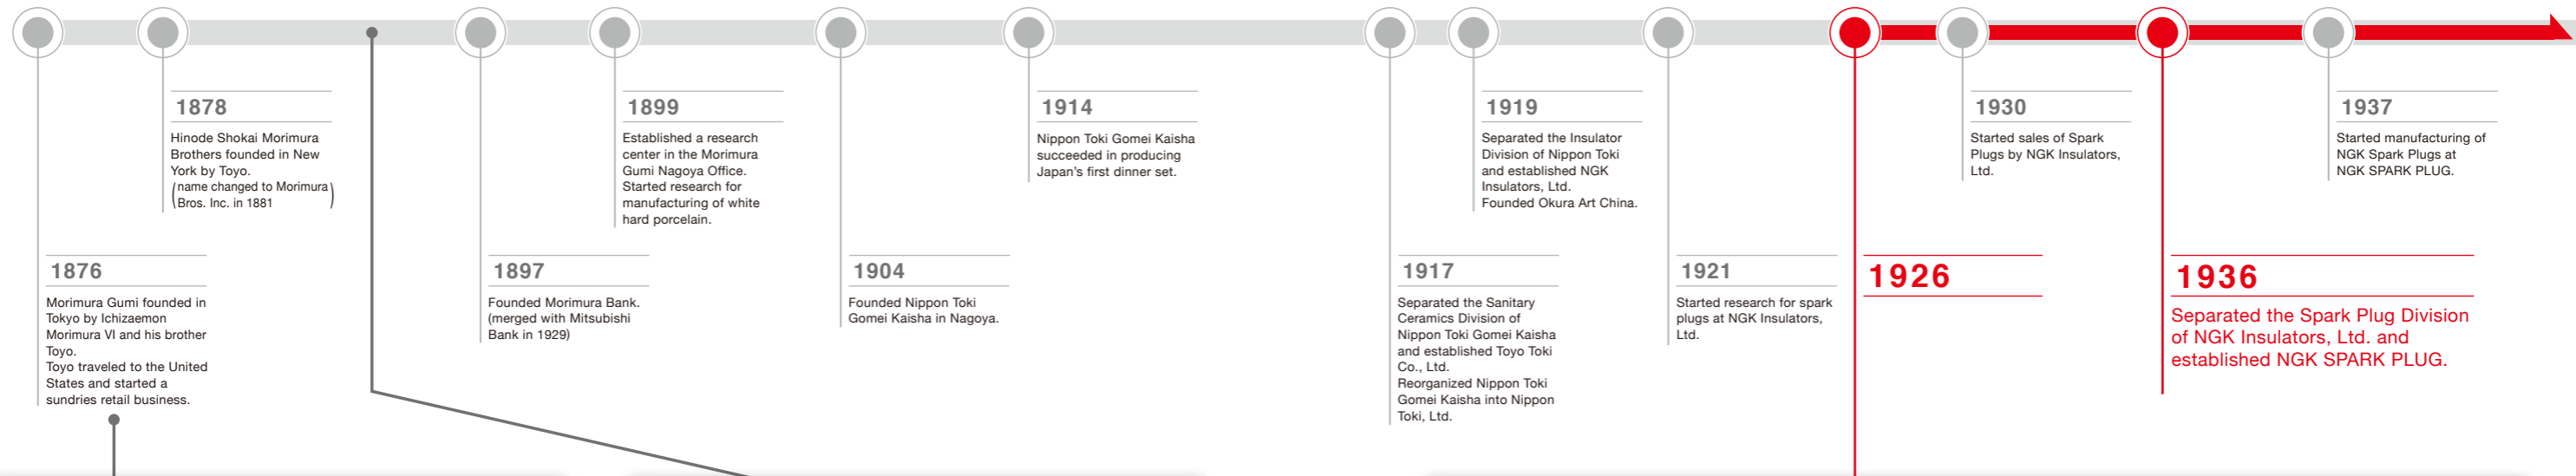 1876
Morimura Gumi founded in
Tokyo by Ichizaemon
Morimura VI and his brother
Toyo.
Toyo traveled to the United
States and started a
sundries retail business.
1878
Hinode Shokai Morimura
Brothers founded in New
York by Toyo.
(name changed to Morimura
Bros. Inc. in 1881)
1897
Founded Morimura Bank.
(merged with Mitsubishi
Bank in 1929)
1899
Established a research
center in the Morimura
Gumi Nagoya Office.
Started research for
manufacturing of white
hard porcelain.
1904
Founded Nippon Toki
Gomei Kaisha in Nagoya.
1914
Nippon Toki Gomei Kaisha
succeeded in producing
Japan's first dinner set.
1917
Separated the Sanitary
Ceramics Division of
Nippon Toki Gomei Kaisha
and established Toyo Toki
Co., Ltd.
Reorganized Nippon Toki
Gomei Kaisha into Nippon
Toki, Ltd.
1919
Separated the Insulator
Division of Nippon Toki
and established NGK
Insulators, Ltd.
Founded Okura Art China.
1921
Started research for spark
plugs at NGK Insulators,
Ltd.
1926
1930
Started sales of Spark
Plugs by NGK Insulators,
Ltd.
1936
Separated the Spark Plug Division
of NGK Insulators, Ltd. and
established NGK SPARK PLUG.
1937
Started manufacturing of
NGK Spark Plugs at
NGK SPARK PLUG.